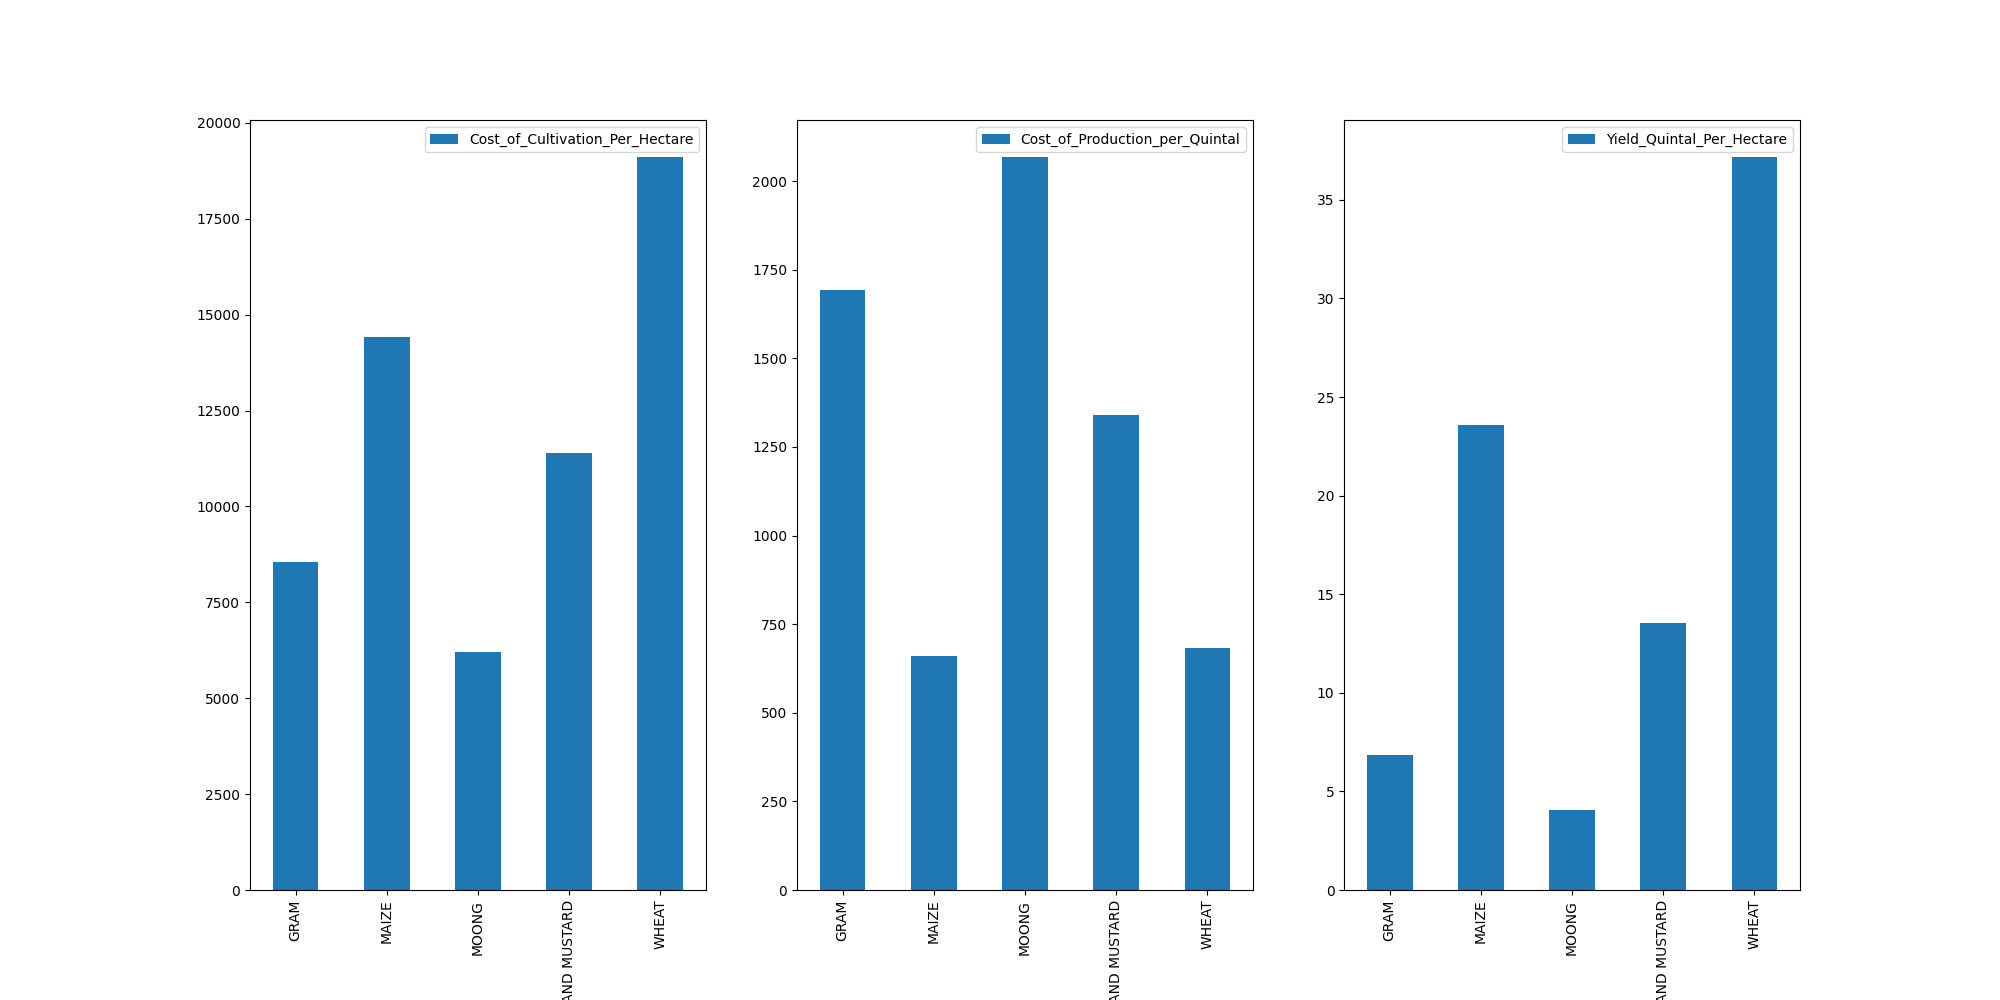 Cost_of_Cultivation_Per_Hectare
20000
17500
15000
12500
10000
7500
5000
2500
0
GRAM
MAIZE
MOONG
AND MUSTARD
WHEAT
Cost_of_Production_per_Quintal
2000
1750
1500
1250
1000
750
500
250
0
GRAM
MAIZE
MOONG
AND MUSTARD
WHEAT
Yield_Quintal_Per_Hectare
35
30
25
20
15
10
5
0
GRAM
MAIZE
MOONG
AND MUSTARD
WHEAT